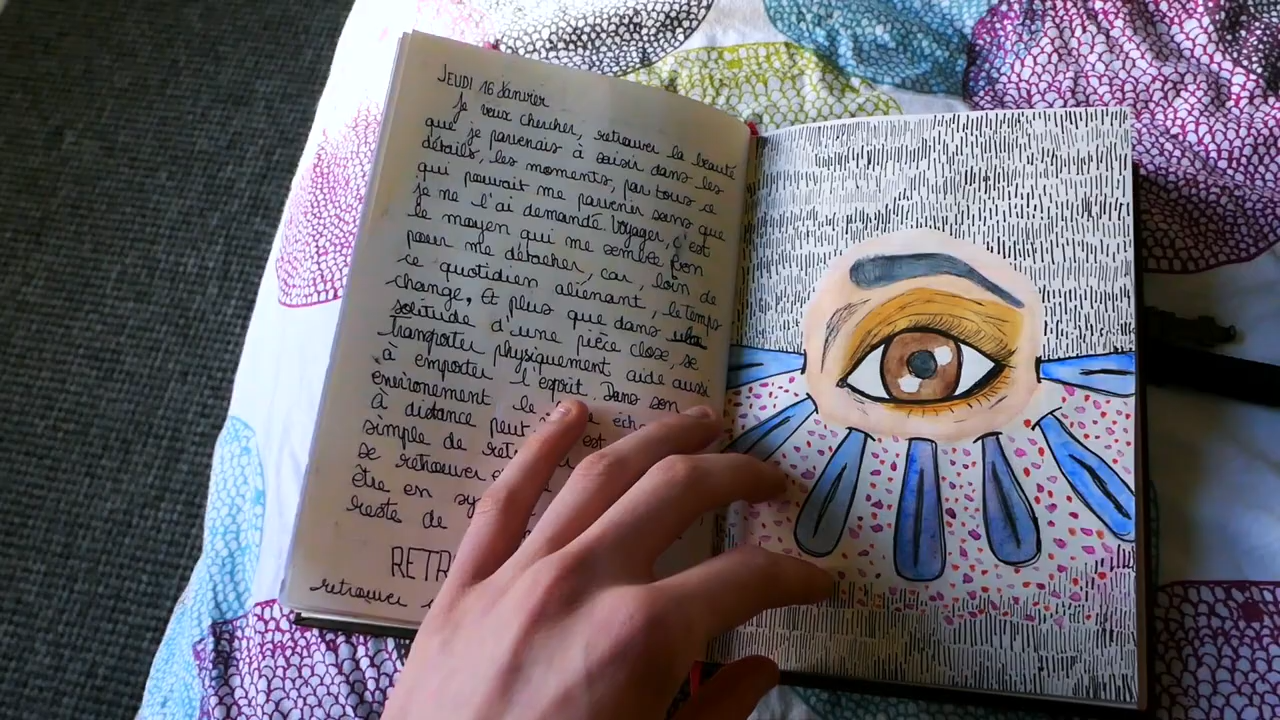 JEUDI 16 Janvier
Je veux chercher, retrouver la beauté
que je parvenais à saisir dans les
détails, les moments, par tous ce
qui pouvait me parvenir sans que
je ne l'ai demandé. Voyager, c'est
le moyen qui me semble bon
pour me détacher, car, loin de
ce quotidien aliénant, le temps
change. Et plus que dans
solitude d'une pièce close, se
transporter physiquement aide aussi
à emporter l'esprit. Dans son
environement le
à distance peut est
simple de
se retrouver
être en
reste de
RETR
retrouver